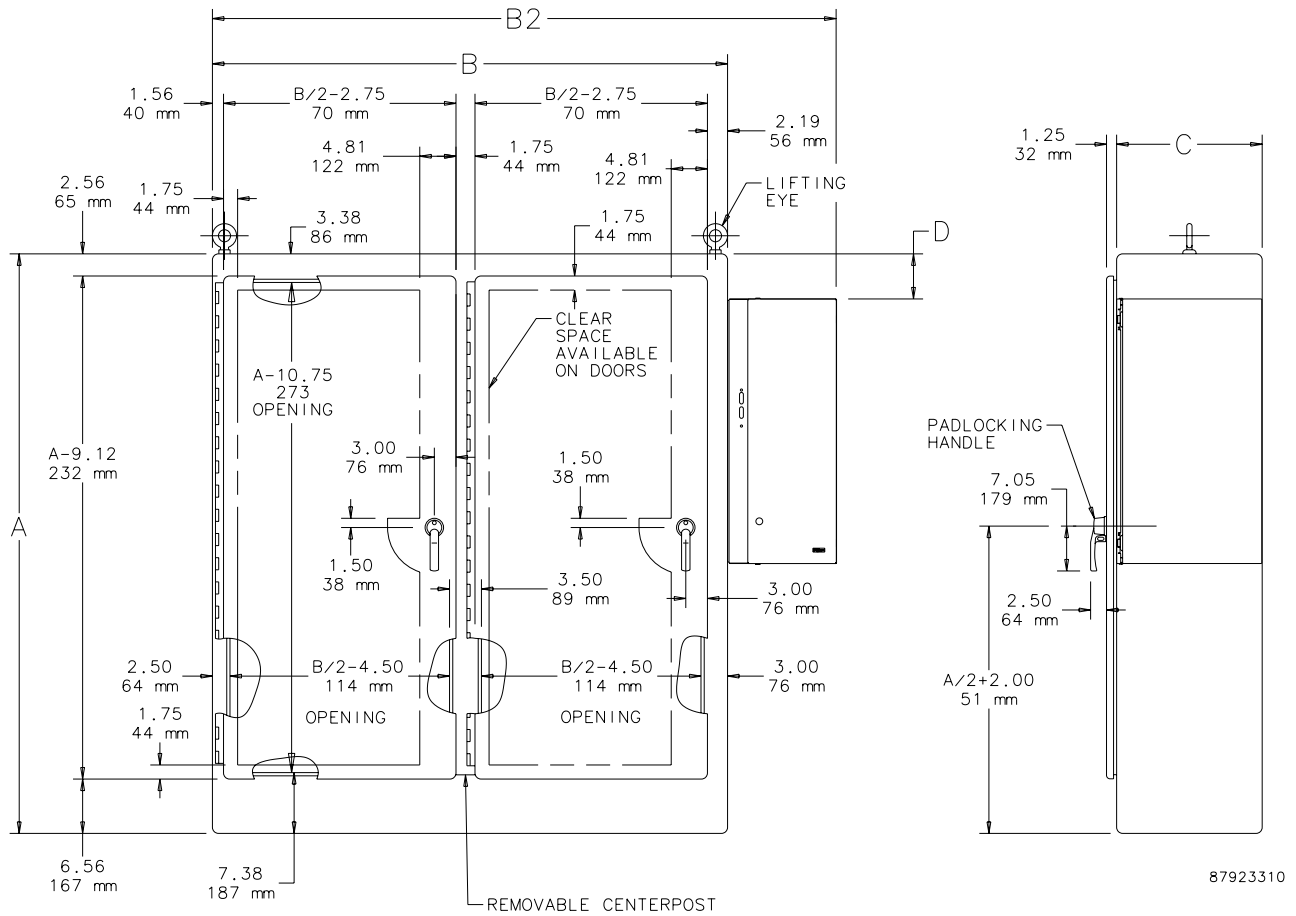 B2
B
1.56
40 mm
B/2-2.75
70 mm
B/2-2.75
70 mm
2.19
56 mm
1.25
32 mm
C
4.81
122 mm
1.75
44 mm
4.81
122 mm
2.56
65 mm
1.75
44 mm
LIFTING
EYE
3.38
86 mm
1.75
44 mm
D
CLEAR
SPACE
AVAILABLE
ON DOORS
A-10.75
273
OPENING
PADLOCKING
HANDLE
A-9.12
232 mm
3.00
76 mm
1.50
38 mm
7.05
179 mm
A
1.50
38 mm
3.50
89 mm
3.00
76 mm
2.50
64 mm
2.50
64 mm
B/2-4.50
114 mm
OPENING
B/2-4.50
114 mm
OPENING
3.00
76 mm
A/2+2.00
51 mm
1.75
44 mm
6.56
167 mm
7.38
187 mm
87923310
REMOVABLE CENTERPOST